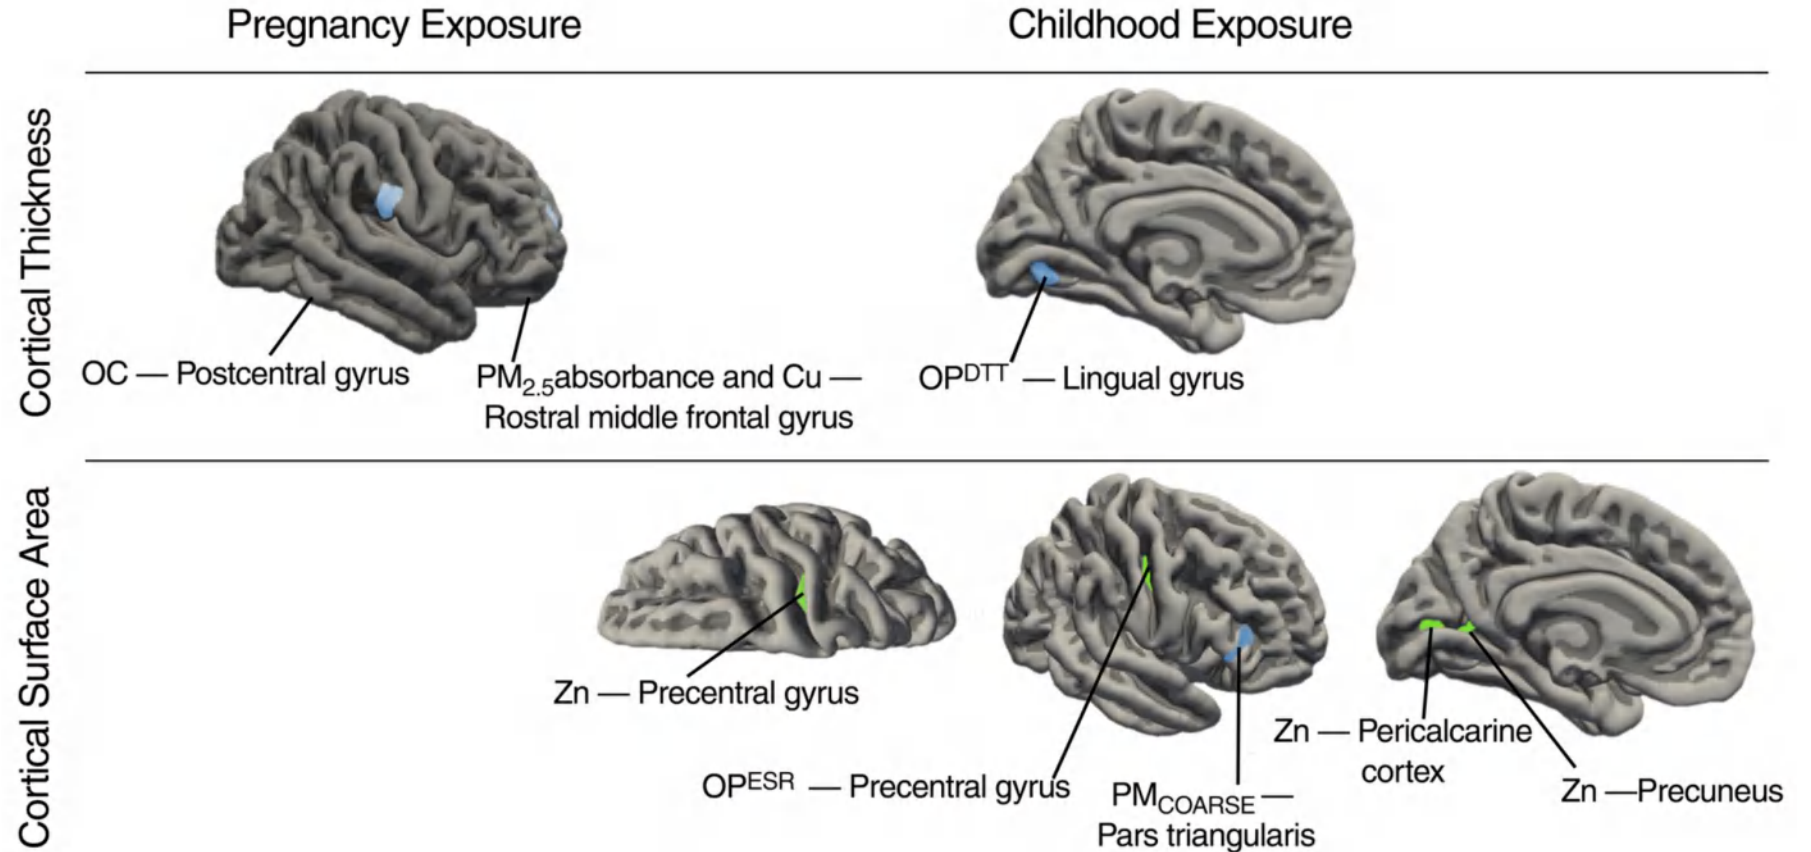 Pregnancy Exposure
Childhood Exposure
Cortical Thickness
OC — Postcentral gyrus
PM2.5absorbance and Cu —
Rostral middle frontal gyrus
OPDTT — Lingual gyrus
Cortical Surface Area
Zn — Precentral gyrus
OPESR — Precentral gyrus
PMCOARSE —
Pars triangularis
Zn — Pericalcarine
cortex
Zn —Precuneus